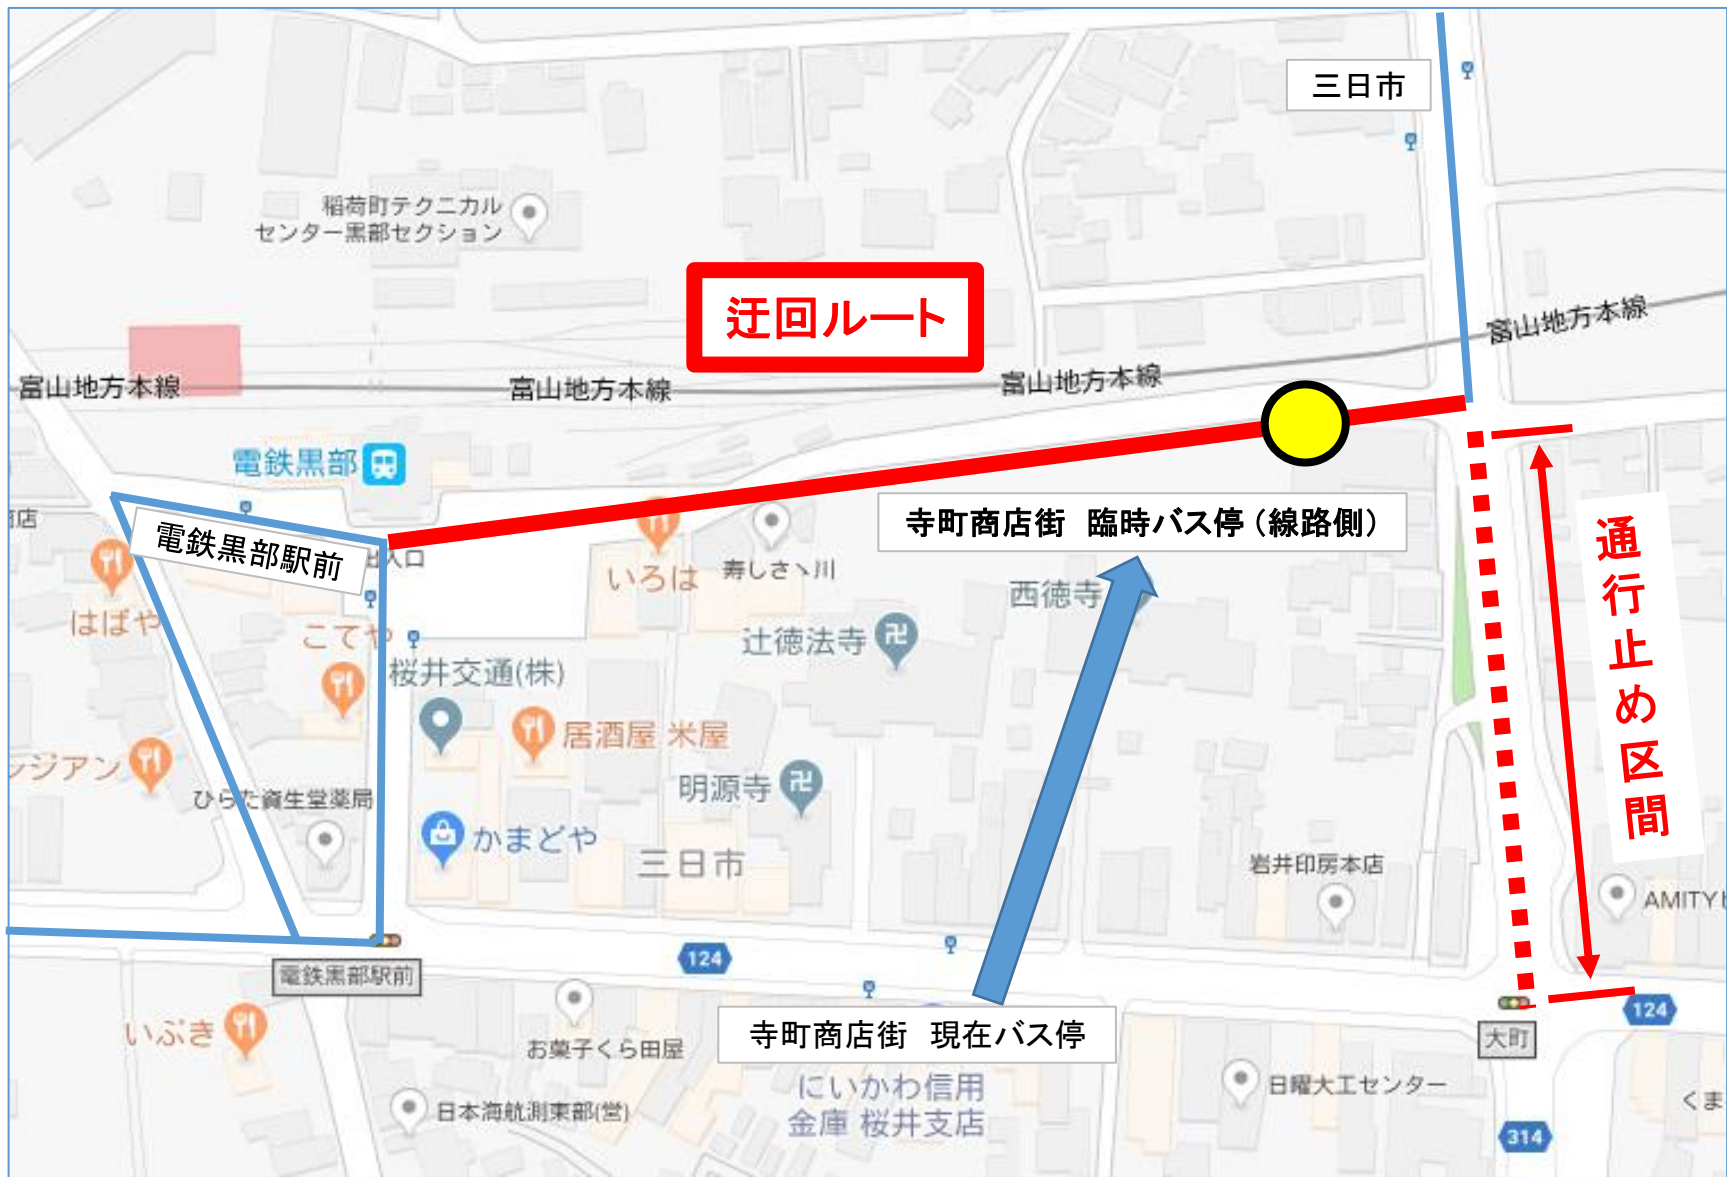 三日市
稲荷町テクニカル
センター黒部セクション
迂回ルート
富山地方本線
富山地方本線
富山地方本線
富山地方本線
電鉄黒部
店
電鉄黒部駅前
出入口
寺町商店街 臨時バス停（線路側）
通行止め区間
はばや
こてや
いろは
寿しさゝ川
西徳寺
辻徳法寺
桜井交通(株)
居酒屋 米屋
ンジアン
ひらた資生堂薬局
明源寺
かまどや
三日市
岩井印房本店
AMITY
124
電鉄黒部駅前
寺町商店街 現在バス停
124
大町
いぶき
お菓子くら田屋
にいかわ信用
金庫 桜井支店
日曜大工センター
日本海航測東部(営)
くま
314